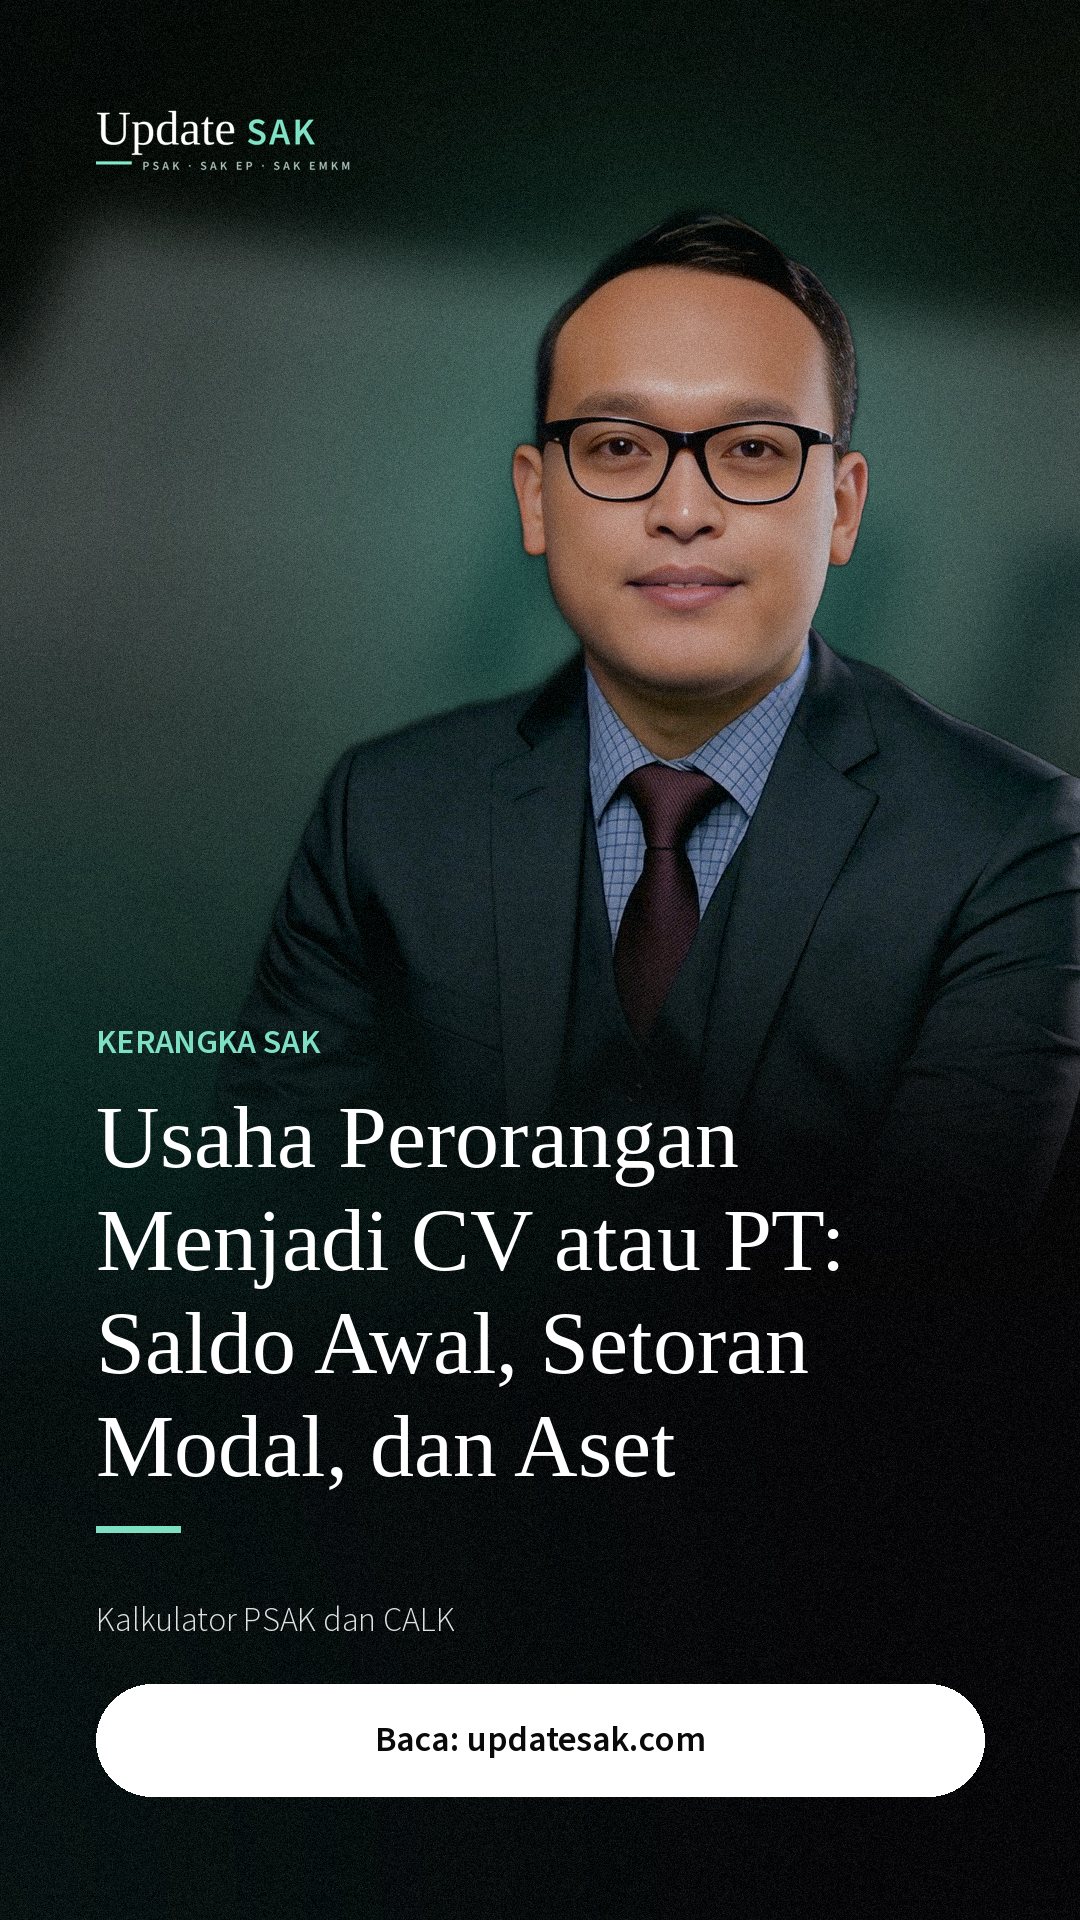 Update SAK
PSAK · SAK EP · SAK EMKM
KERANGKA SAK
Usaha Perorangan
Menjadi CV atau PT:
Saldo Awal, Setoran
Modal, dan Aset
Kalkulator PSAK dan CALK
Baca: updatesak.com